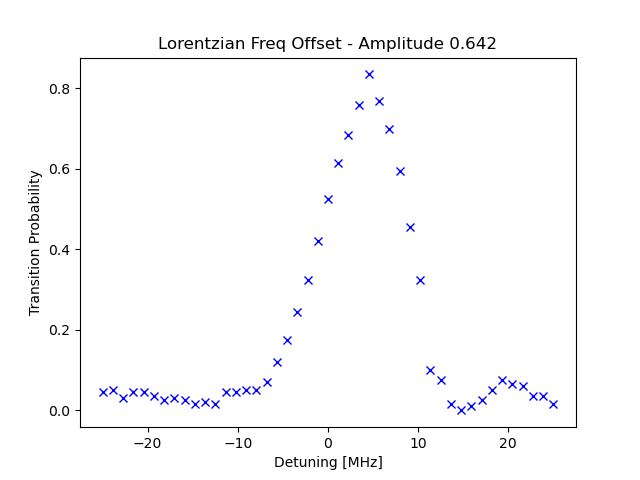 Lorentzian Freq Offset - Amplitude 0.642
Transition Probability
0.8
0.6
0.4
0.2
0.0
−20 −10 0 10 20
Detuning [MHz]